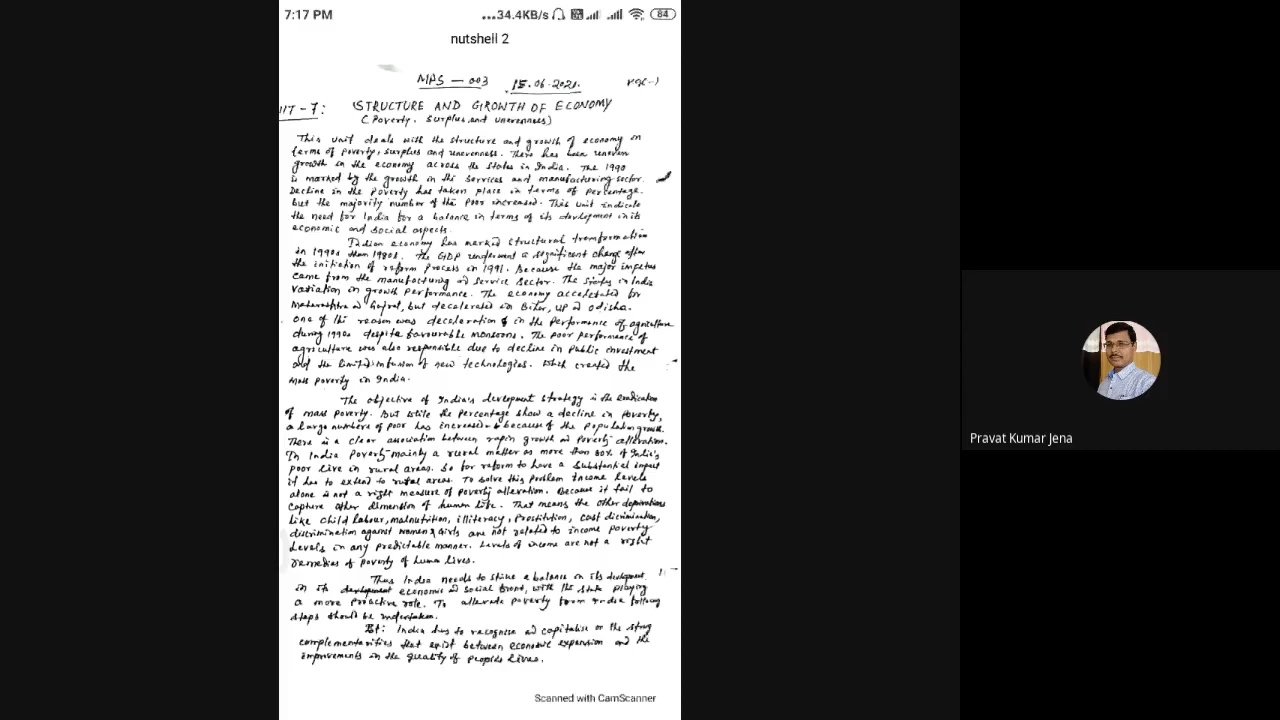 7:17 PM
...34.4KB/s
84
nutshell 2
MPS - 003 15.06.2021
IIT - 7: STRUCTURE AND GROWTH OF ECONOMY
(Poverty, Surplus and Unevenness)
This unit deals with the structure and growth of economy in
terms of poverty, surplus and unevenness. There has been uneven
growth in the economy across the states in India. The 1990
is marked by the growth in the services and manufacturing sector.
Decline in the poverty has taken place in terms of percentage.
but the majority number of the poor increased. This unit indicate
the need for India for a balance in terms of its development in its
economic and social aspects.
Indian economy has marked structural transformation
in 1990s than 1980s. The GDP underwent a significant change after
the initiation of reform process in 1991. Because the major impetus
came from the manufacturing and service sector. The states in India
variation in growth performance. The economy accelerated for
Maharashtra and Gujrat, but decelerated in Bihar, UP and Odisha.
one of the reason was deceleration in the performance of agriculture
during 1990s despite favourable monsoons. The poor performance of
agriculture was also responsible due to decline in public investment
and the limited infusion of new technologies. Which created the
mass poverty in India.
The objective of India's development strategy is the eradication
of mass poverty. But while the percentage show a decline in poverty,
a large numbers of poor has increased because of the population growth.
There is a clear association between rapid growth and poverty alleration.
In India poverty mainly a rural matter as more than 80% of India's
poor live in rural areas. So for reform to have a substantial impact
it has to extend to rural areas. To solve this problem income levels
alone is not a right measure of poverty alleration. Because it fail to
capture other dimension of human life. That means the other deprivations
like child labour, malnutrition, illiteracy, prostitution, cast discrimination,
discrimination against women & girls are not related to income poverty
levels in any predictable manner. Levels of income are not a right
remedies of poverty of human lives.
Thus India needs to strike a balance in its development
in its economic and social front, with the state playing
a more proactive role. To alleviate poverty from India following
steps should be undertaken.
1st: India has to recognise and capitalise on the strong
complementarities that exist between economic expansion and the
improvements in the quality of peoples lives.
Scanned with CamScanner
Pravat Kumar Jena